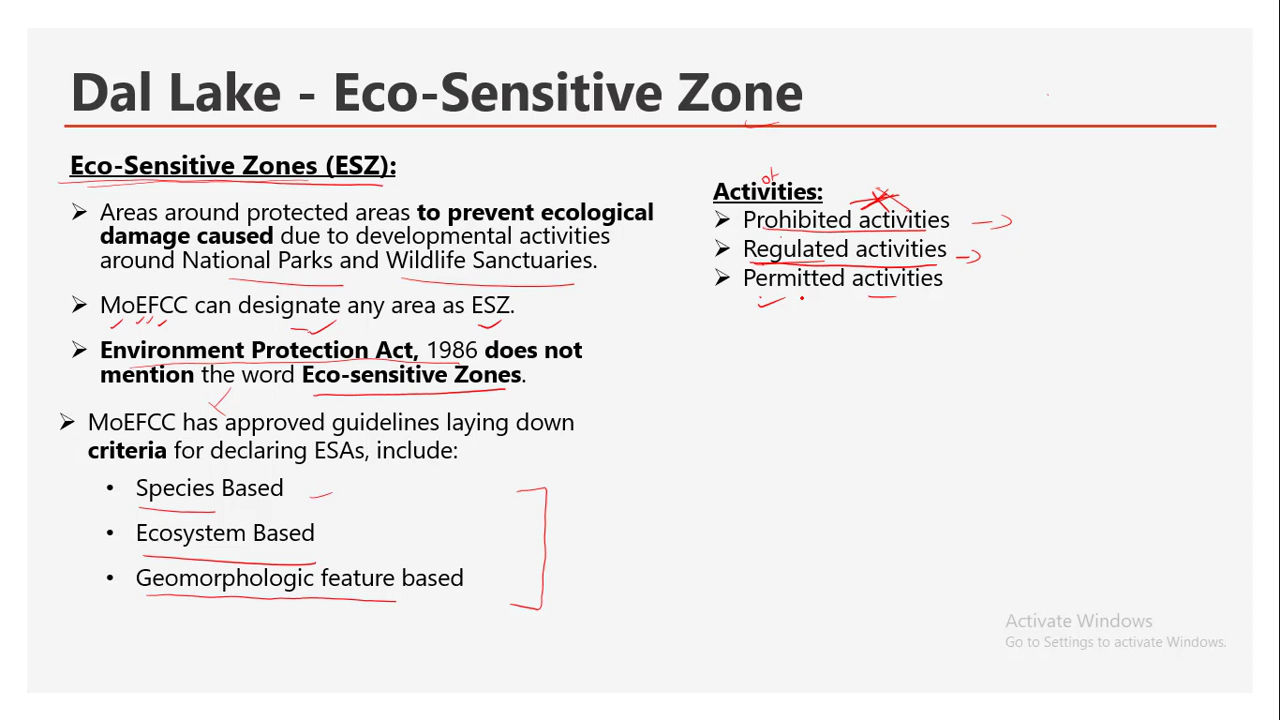 Dal Lake - Eco-Sensitive Zone
Eco-Sensitive Zones (ESZ):
➢ Areas around protected areas to prevent ecological
damage caused due to developmental activities
around National Parks and Wildlife Sanctuaries.
➢ MoEFCC can designate any area as ESZ.
➢ Environment Protection Act, 1986 does not
mention the word Eco-sensitive Zones.
➢ MoEFCC has approved guidelines laying down
criteria for declaring ESAs, include:
• Species Based
• Ecosystem Based
• Geomorphologic feature based
Activities:
➢ Prohibited activities
➢ Regulated activities
➢ Permitted activities
Activate Windows
Go to Settings to activate Windows.